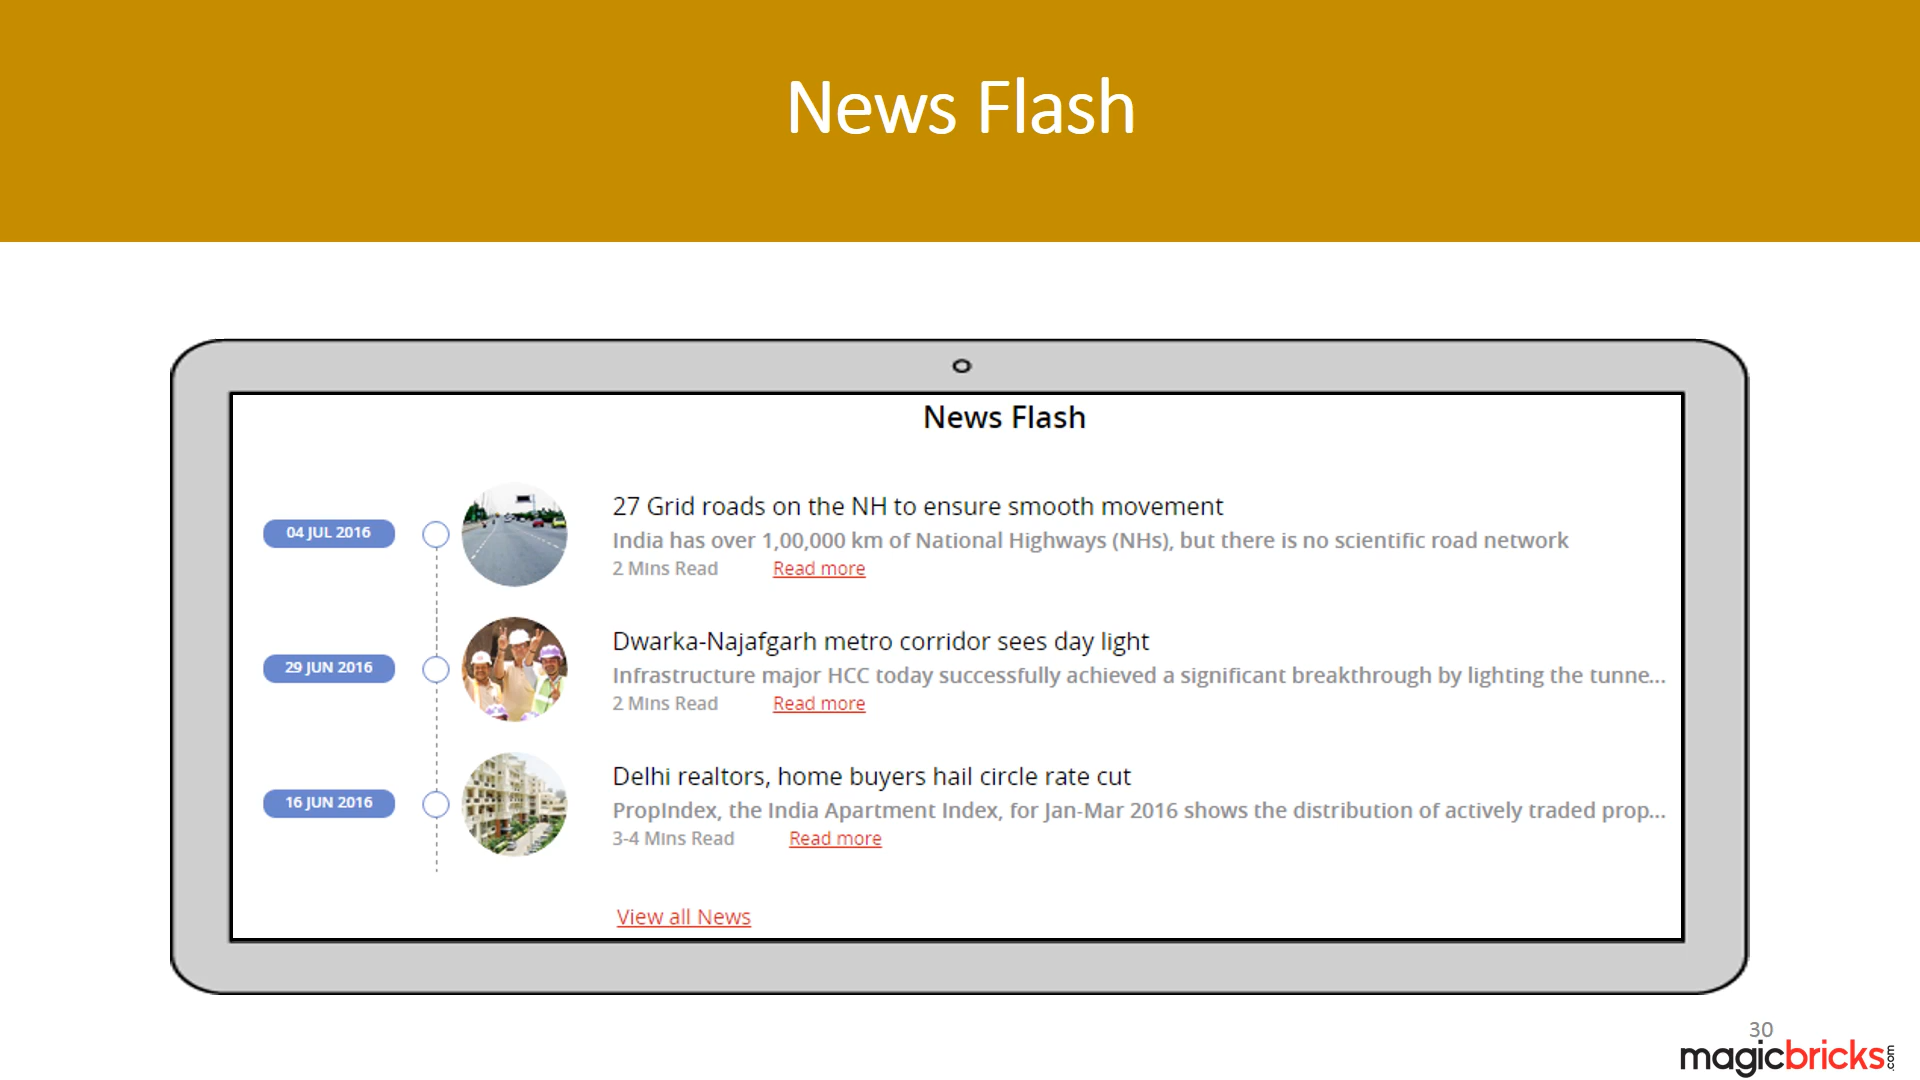 News Flash
News Flash
04 JUL 2016
27 Grid roads on the NH to ensure smooth movement
India has over 1,00,000 km of National Highways (NHs), but there is no scientific road network
2 Mins Read Read more
29 JUN 2016
Dwarka-Najafgarh metro corridor sees day light
Infrastructure major HCC today successfully achieved a significant breakthrough by lighting the tunne...
2 Mins Read Read more
16 JUN 2016
Delhi realtors, home buyers hail circle rate cut
PropIndex, the India Apartment Index, for Jan-Mar 2016 shows the distribution of actively traded prop...
3-4 Mins Read Read more
View all News
30
magicbricks.com